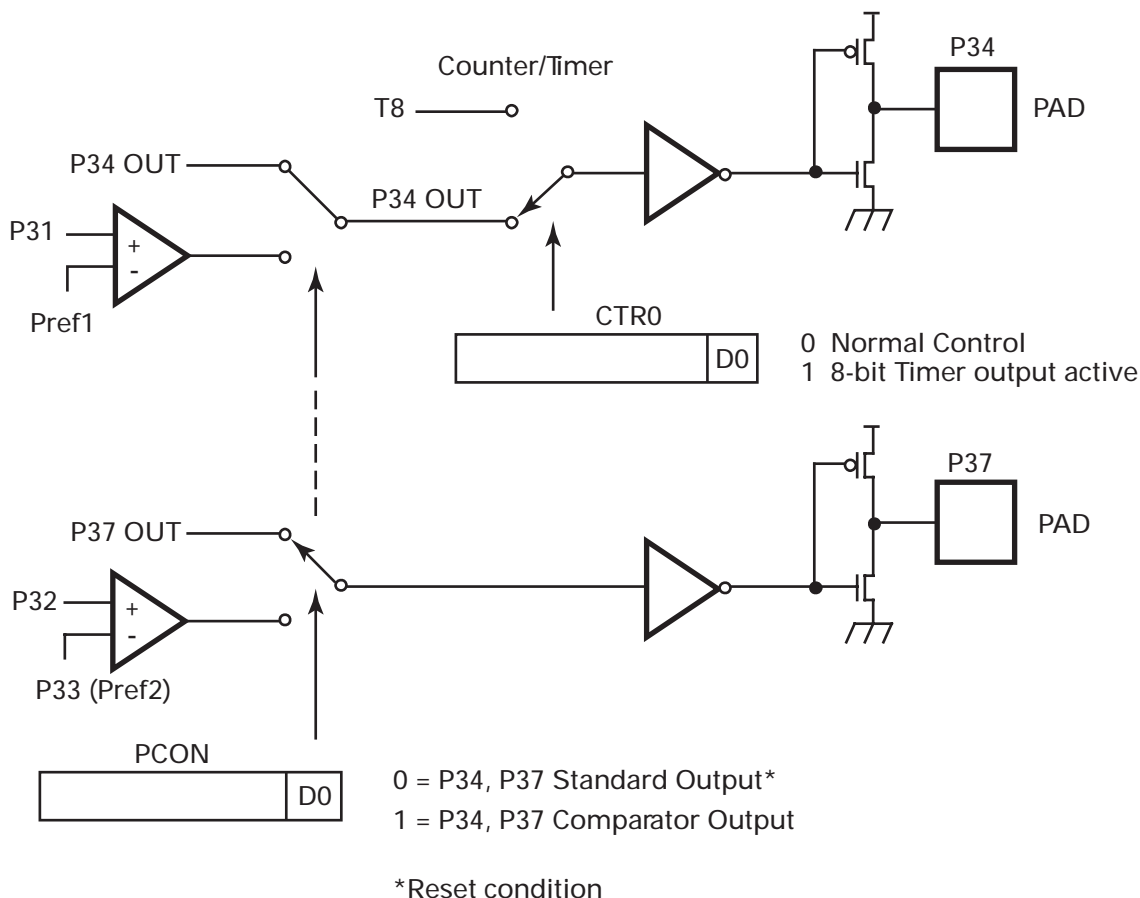 P34
Counter/Timer
T8
PAD
P34 OUT
P34 OUT
P31
+
-
Pref1
CTR0
D0
0 Normal Control
1 8-bit Timer output active
P37
P37 OUT
PAD
P32
+
-
P33 (Pref2)
PCON
D0
0 = P34, P37 Standard Output*
1 = P34, P37 Comparator Output
*Reset condition